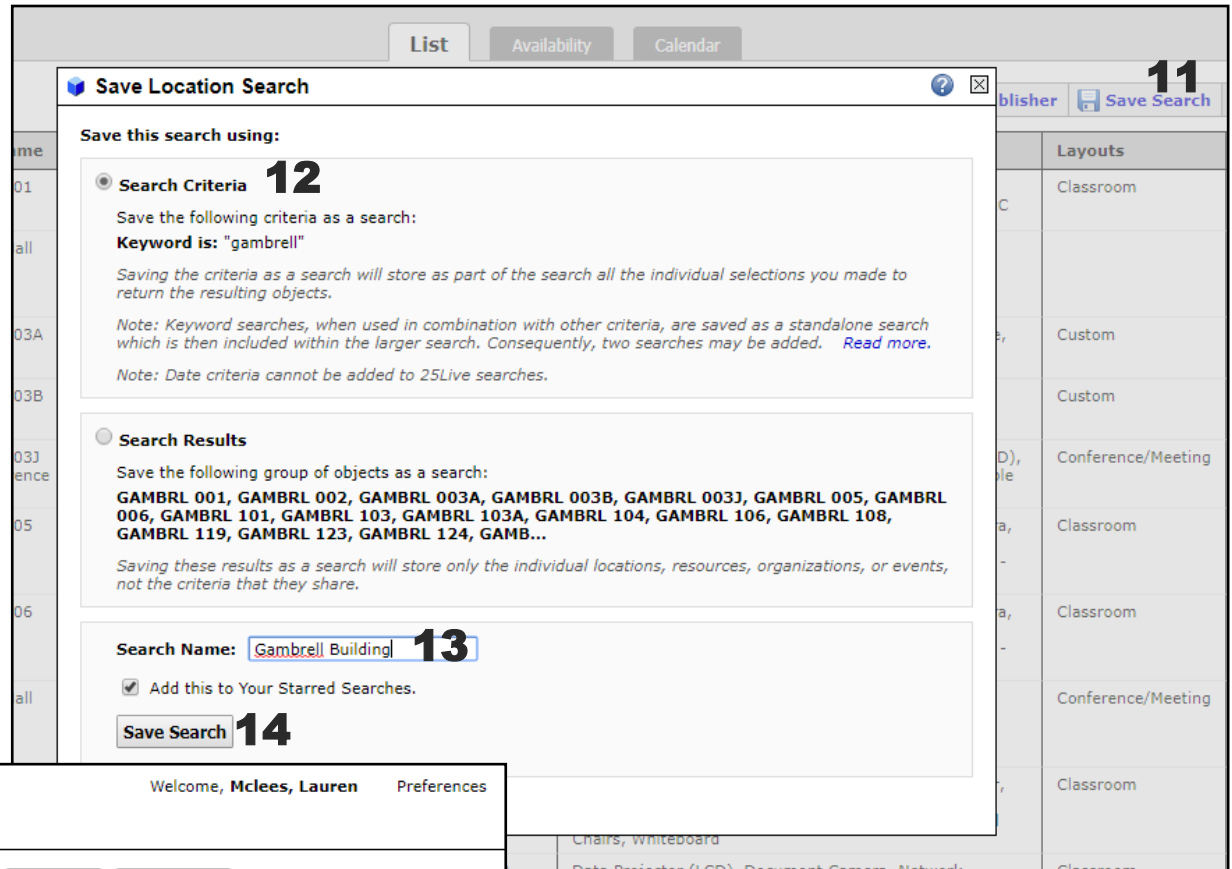 List Availability Calendar
11
Save Location Search
blisher Save Search
Save this search using:
ame
Layouts
01
Search Criteria 12
Classroom
C
Save the following criteria as a search:
Keyword is: "gambrell"
all
Saving the criteria as a search will store as part of the search all the individual selections you made to
return the resulting objects.
Note: Keyword searches, when used in combination with other criteria, are saved as a standalone search
which is then included within the larger search. Consequently, two searches may be added. Read more.
03A
e,
Custom
Note: Date criteria cannot be added to 25Live searches.
03B
Custom
Search Results
03J
ence
D),
ble
Conference/Meeting
Save the following group of objects as a search:
GAMBRL 001, GAMBRL 002, GAMBRL 003A, GAMBRL 003B, GAMBRL 003J, GAMBRL 005, GAMBRL
006, GAMBRL 101, GAMBRL 103, GAMBRL 103A, GAMBRL 104, GAMBRL 106, GAMBRL 108,
GAMBRL 119, GAMBRL 123, GAMBRL 124, GAMB...
05
ra,
-
Classroom
Saving these results as a search will store only the individual locations, resources, organizations, or events,
not the criteria that they share.
06
ra,
-
Classroom
Search Name: Gambrell Building 13
Add this to Your Starred Searches.
all
Conference/Meeting
Save Search 14
Welcome, Mclees, Lauren Preferences
r,
Classroom
Chairs, Whiteboard
Data Projector (LCD), Document Camera, Network
Classroom